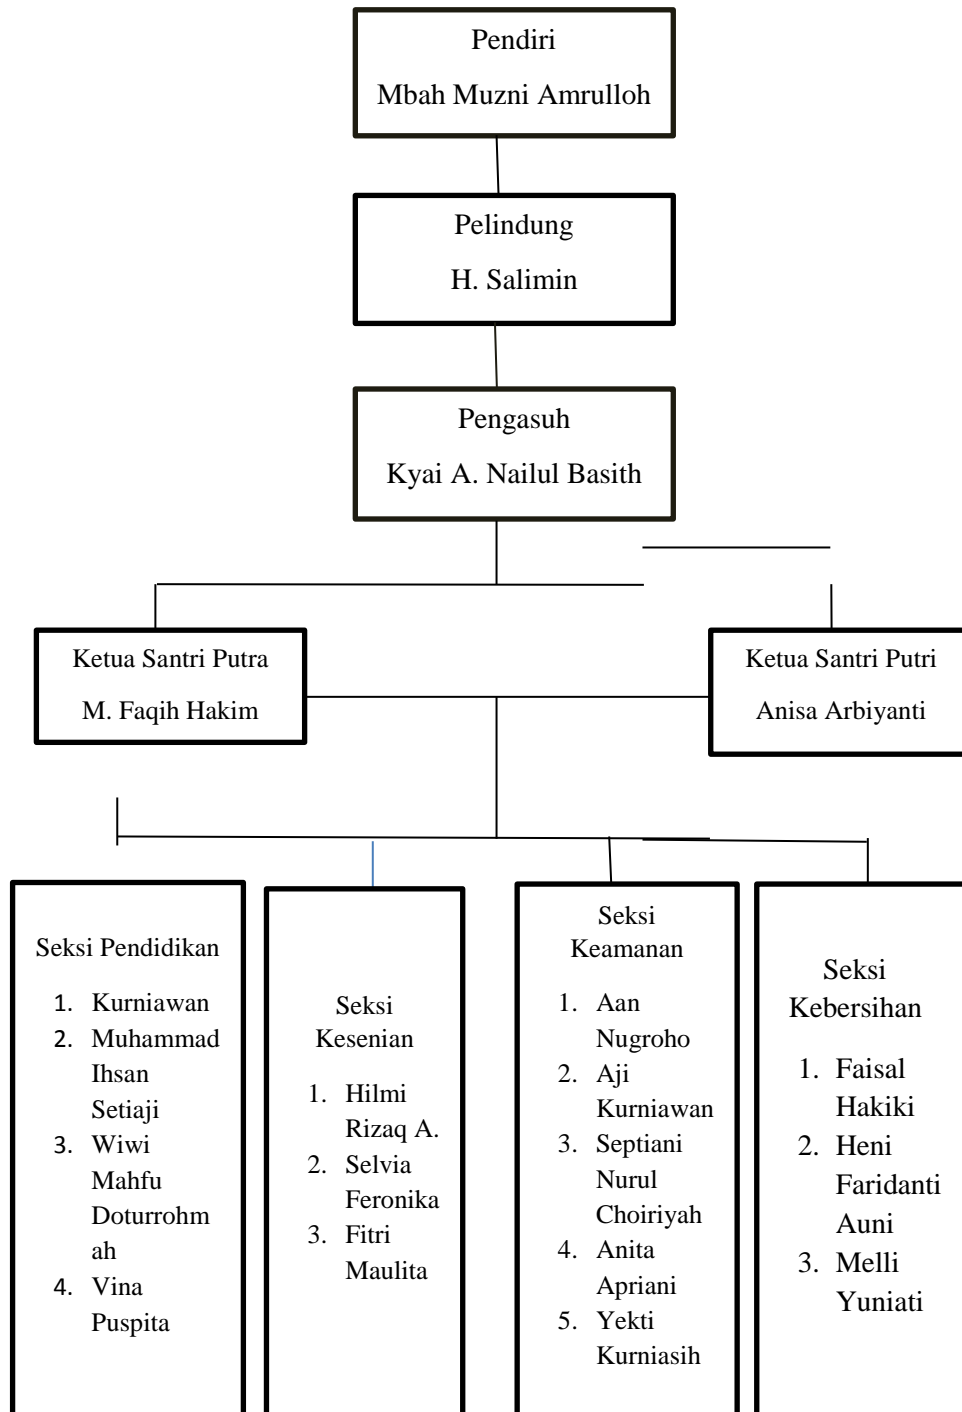 Pendiri
Mbah Muzni Amrulloh
Pelindung
H. Salimin
Pengasuh
Kyai A. Nailul Basith
Ketua Santri Putra
M. Faqih Hakim
Ketua Santri Putri
Anisa Arbiyanti
Seksi Pendidikan
1. Kurniawan
2. Muhammad
Ihsan
Setiaji
3. Wiwi
Mahfu
Doturrohm
ah
4. Vina
Puspita
Seksi
Kesenian
1. Hilmi
Rizaq A.
2. Selvia
Feronika
3. Fitri
Maulita
Seksi
Keamanan
1. Aan
Nugroho
2. Aji
Kurniawan
3. Septiani
Nurul
Choiriyah
4. Anita
Apriani
5. Yekti
Kurniasih
Seksi
Kebersihan
1. Faisal
Hakiki
2. Heni
Faridanti
Auni
3. Melli
Yuniati